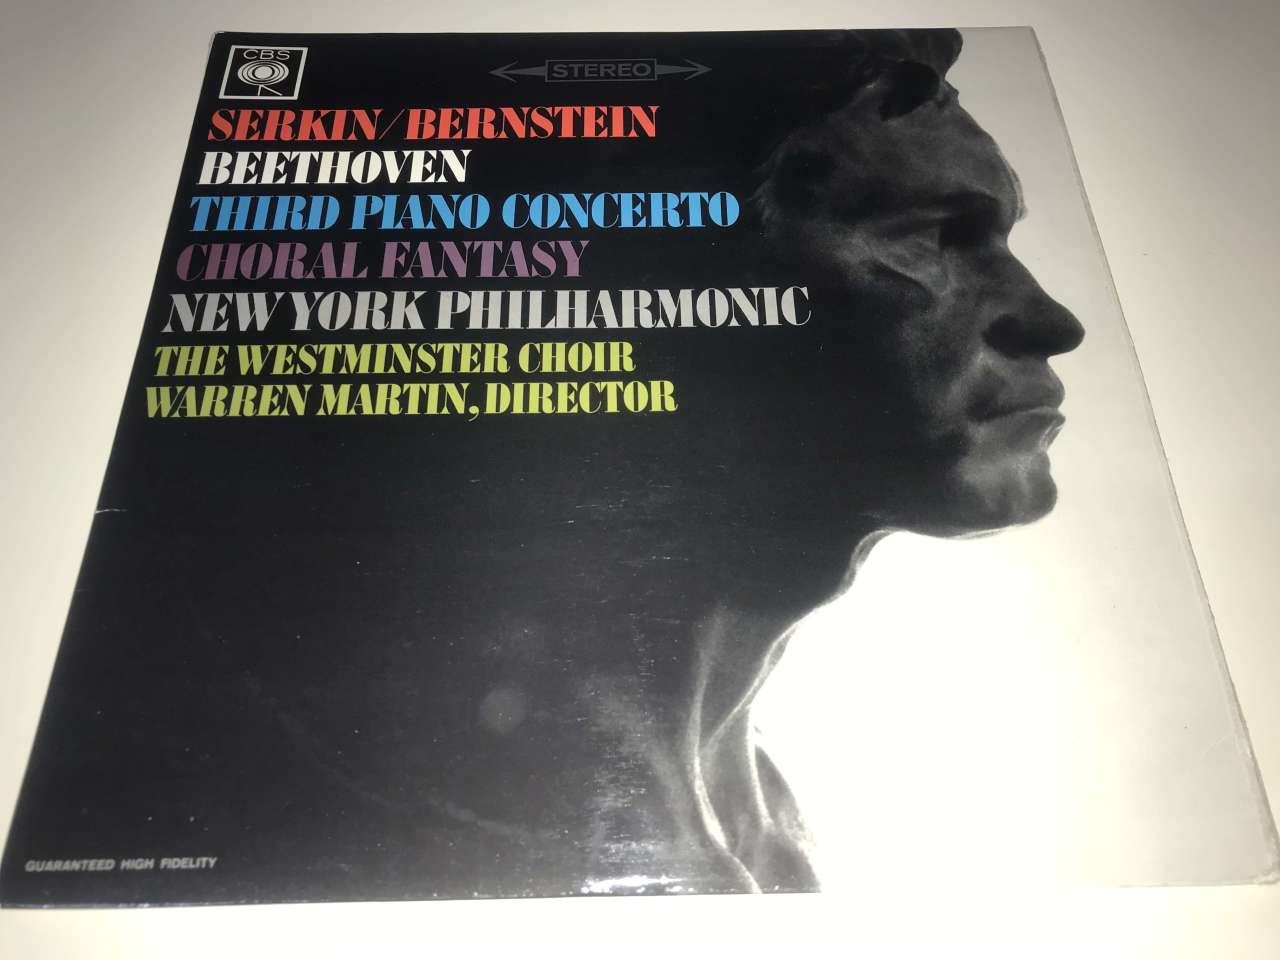 CBS
STEREO
SERKIN/BERNSTEIN
BEETHOVEN
THIRD PIANO CONCERTO
CHORAL FANTASY
NEW YORK PHILHARMONIC
THE WESTMINSTER CHOIR
WARREN MARTIN, DIRECTOR
GUARANTEED HIGH FIDELITY